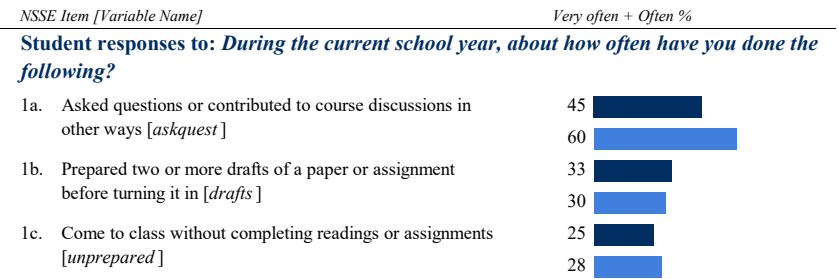 NSSE Item [Variable Name] Very often + Often %
Student responses to: During the current school year, about how often have you done the
following?
1a. Asked questions or contributed to course discussions in 45
other ways [askquest ] 60
1b. Prepared two or more drafts of a paper or assignment 33
before turning it in [drafts ] 30
1c. Come to class without completing readings or assignments 25
[unprepared ] 28